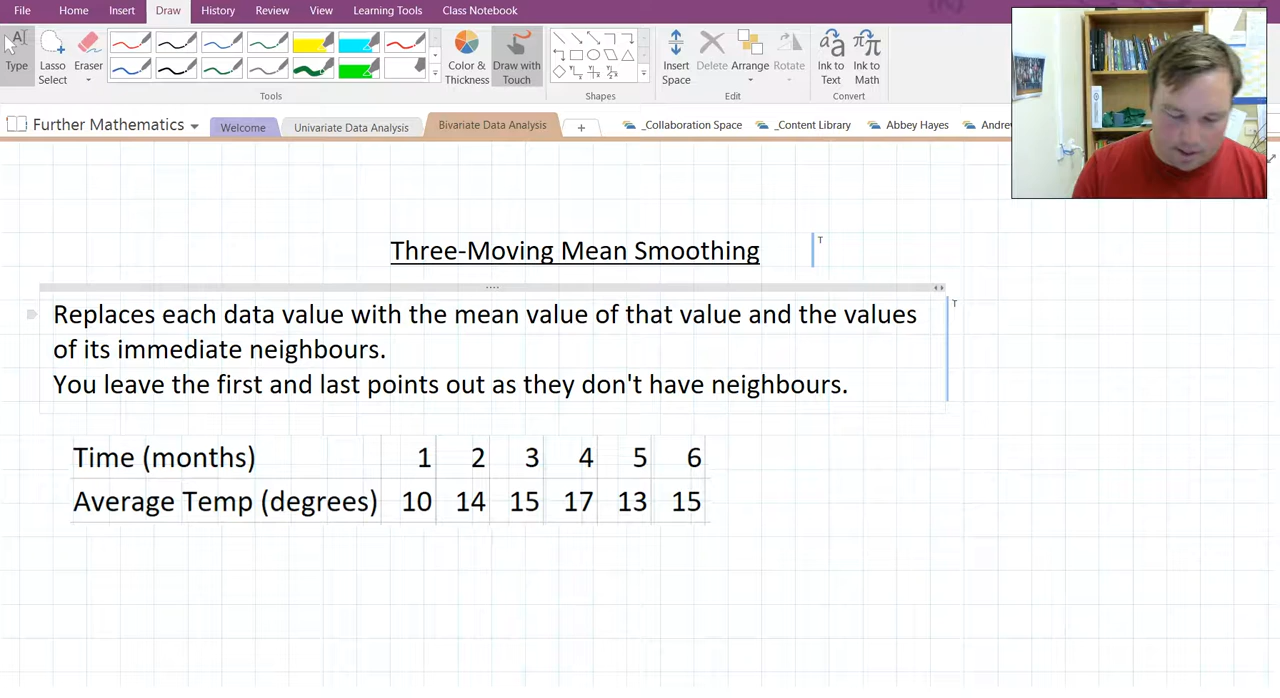 File Home Insert Draw History Review View Learning Tools Class Notebook
Type Lasso Select Eraser Color & Thickness Draw with Touch Insert Space Delete Arrange Rotate Ink to Text Ink to Math
Tools Shapes Edit Convert
Further Mathematics Welcome Univariate Data Analysis Bivariate Data Analysis + _Collaboration Space _Content Library Abbey Hayes Andre
Three-Moving Mean Smoothing
Replaces each data value with the mean value of that value and the values
of its immediate neighbours.
You leave the first and last points out as they don't have neighbours.
Time (months) 1 2 3 4 5 6
Average Temp (degrees) 10 14 15 17 13 15